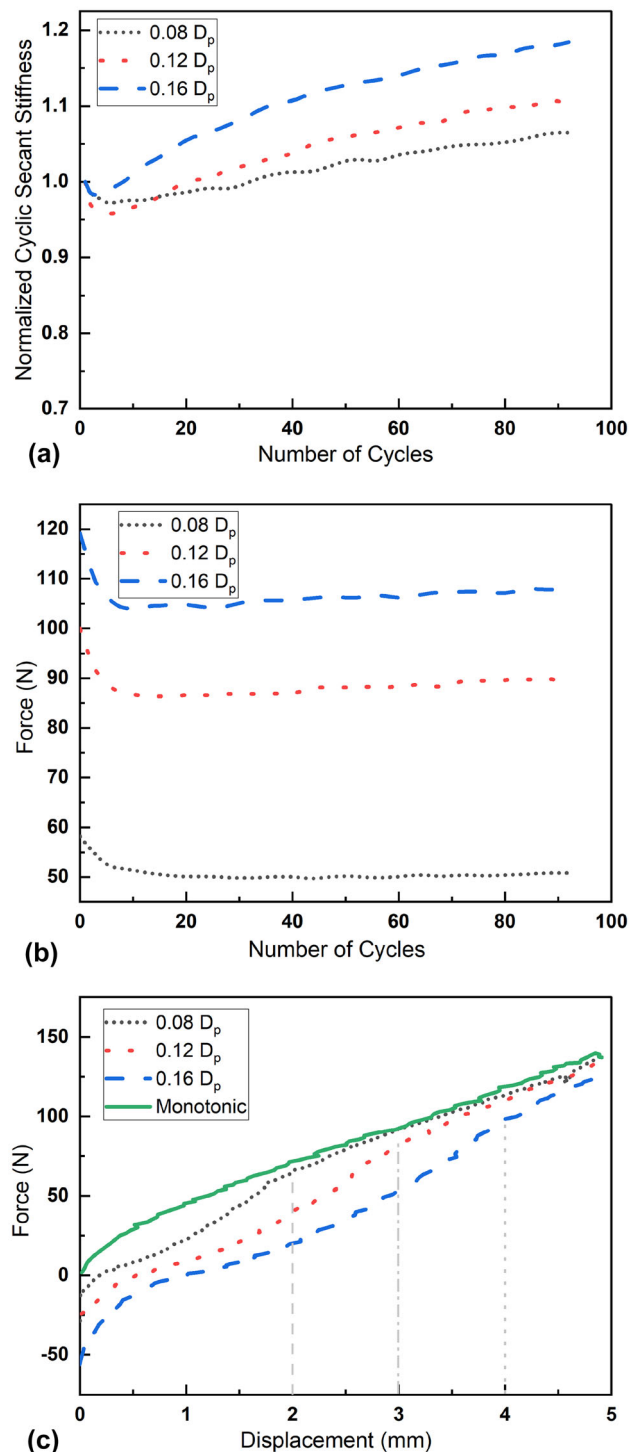 1.2
0.08 Dp
0.12 Dp
0.16 Dp
1.1
1.0
0.9
0.8
0.7
Normalized Cyclic Secant Stiffness
0 20 40 60 80 100
Number of Cycles
(a)
120
0.08 Dp
0.12 Dp
0.16 Dp
110
100
90
80
70
60
50
Force (N)
0 20 40 60 80 100
Number of Cycles
(b)
150
0.08 Dp
0.12 Dp
0.16 Dp
Monotonic
100
50
0
-50
Force (N)
0 1 2 3 4 5
Displacement (mm)
(c)